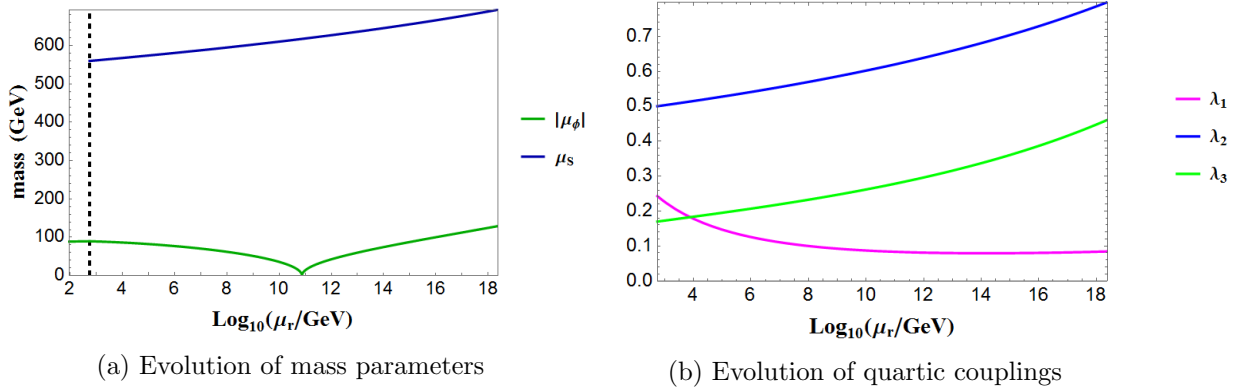 mass (GeV)
600
500
400
300
200
100
0
2 4 6 8 10 12 14 16 18
Log₁₀(μᵣ/GeV)
|μ_ϕ|
μ_S
(a) Evolution of mass parameters
0.7
0.6
0.5
0.4
0.3
0.2
0.1
0.0
4 6 8 10 12 14 16 18
Log₁₀(μᵣ/GeV)
λ₁
λ₂
λ₃
(b) Evolution of quartic couplings